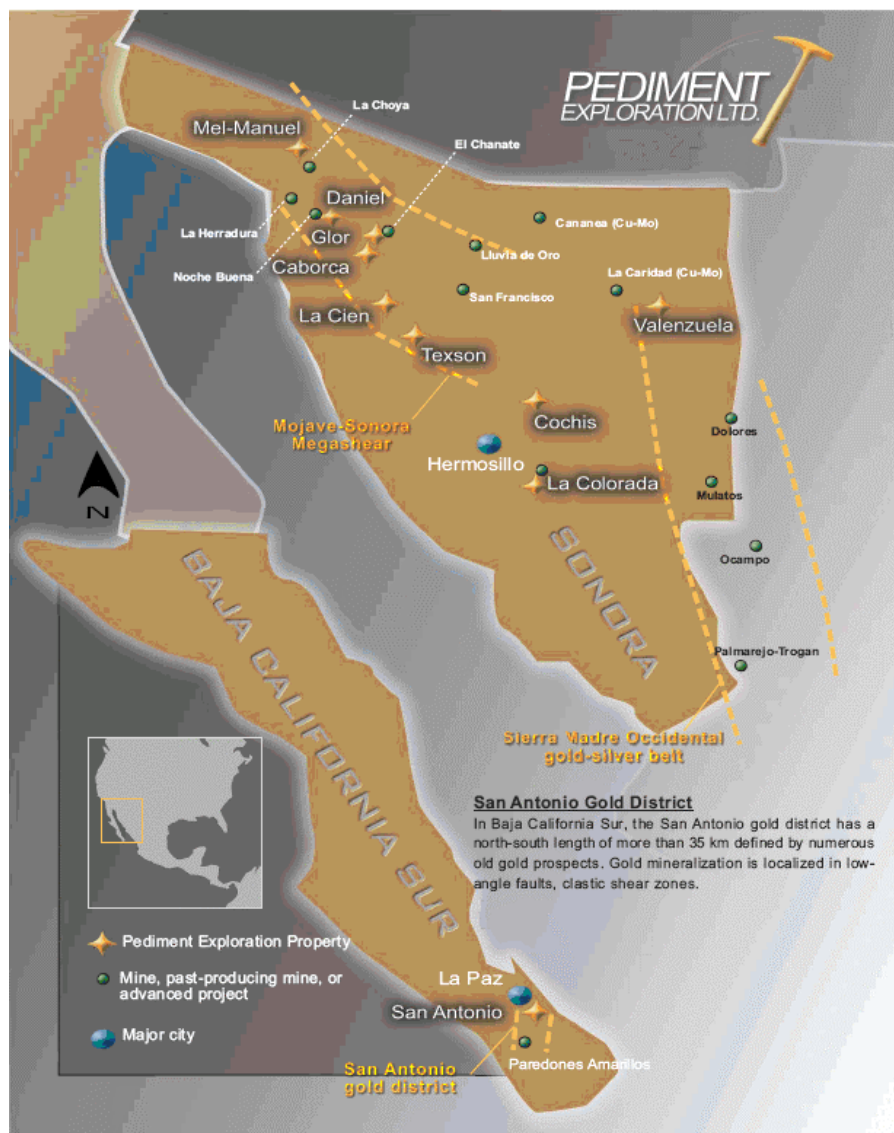 PEDIMENT
EXPLORATION LTD.
La Choya
Mel-Manuel
El Chanate
Daniel
La Herradura
Glor
Cananea (Cu-Mo)
Lluvia de Oro
Noche Buena
Caborca
La Caridad (Cu-Mo)
San Francisco
La Cien
Valenzuela
Texson
Mojave-Sonora
Megashear
Cochis
Dolores
Hermosillo
La Colorada
Mulatos
N
Ocampo
SONORA
BAJA CALIFORNIA SUR
Palmarejo-Trogan
Sierra Madre Occidental
gold-silver belt
San Antonio Gold District
In Baja California Sur, the San Antonio gold district has a
north-south length of more than 35 km defined by numerous
old gold prospects. Gold mineralization is localized in low-
angle faults, clastic shear zones.
Pediment Exploration Property
Mine, past-producing mine, or
advanced project
Major city
La Paz
San Antonio
San Antonio
gold district
Paredones Amarillos